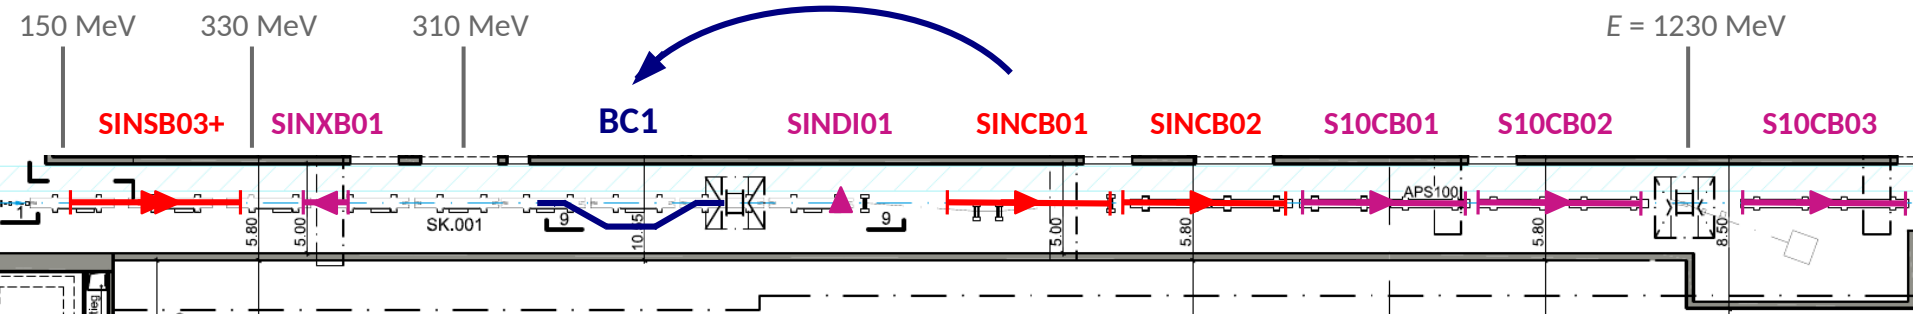 150 MeV 330 MeV 310 MeV E = 1230 MeV
SINSB03+ SINXB01 BC1 SINDI01 SINCB01 SINCB02 S10CB01 S10CB02 S10CB03
APS100
1 5.80 5.00 SK.001 9 10.45 9 5.00 5.80 5.80 8.50